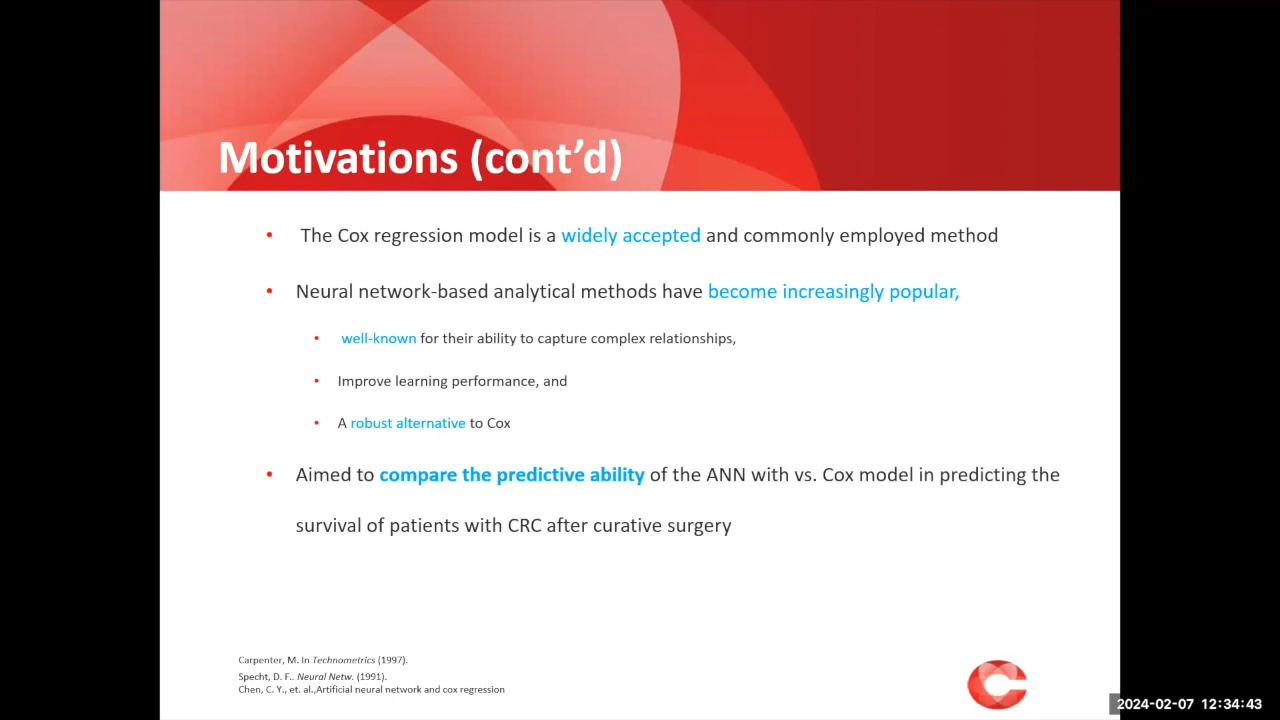 Motivations (cont’d)
• The Cox regression model is a widely accepted and commonly employed method
• Neural network-based analytical methods have become increasingly popular,
• well-known for their ability to capture complex relationships,
• Improve learning performance, and
• A robust alternative to Cox
• Aimed to compare the predictive ability of the ANN with vs. Cox model in predicting the
survival of patients with CRC after curative surgery
Carpenter, M. In Technometrics (1997).
Specht, D. F.. Neural Netw. (1991).
Chen, C. Y., et. al.,Artificial neural network and cox regression
2024-02-07 12:34:43